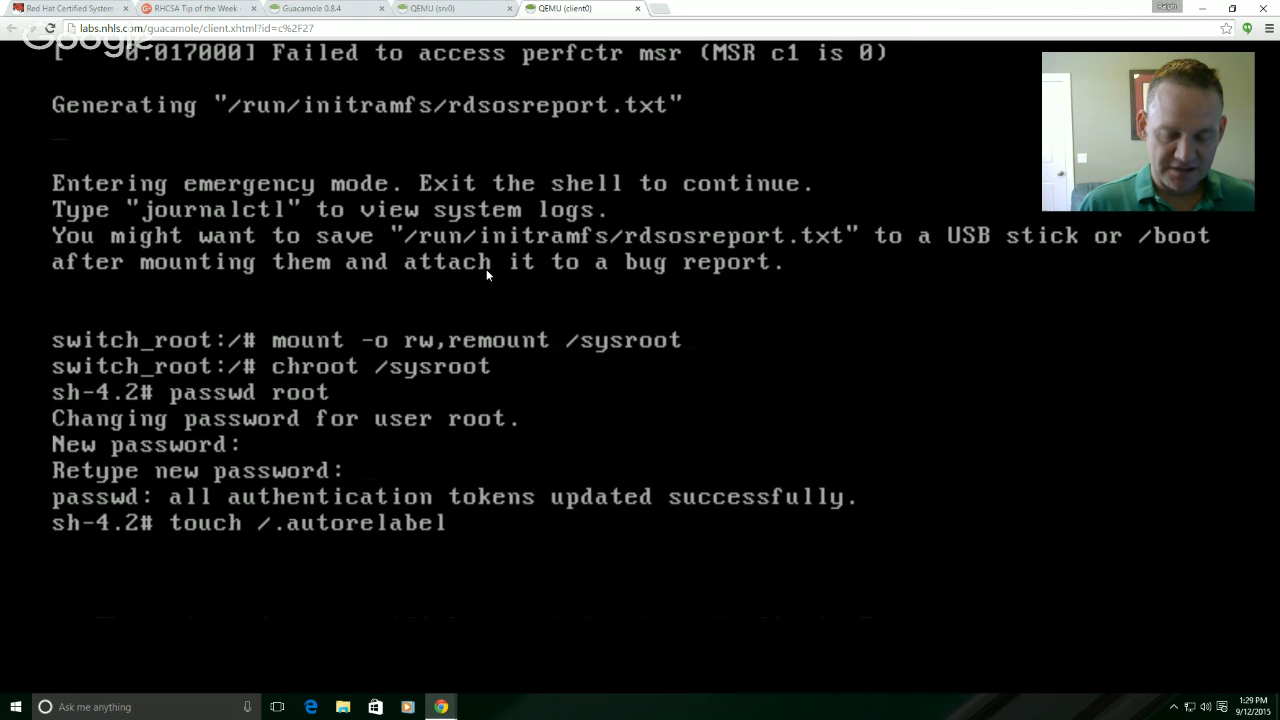 Red Hat Certified System
RHCSA Tip of the Week
Guacamole 0.8.4
QEMU (srv0)
QEMU (client0)
Ralph
labs.nhls.com/guacamole/client.xhtml?id=c%2F27
Google
[    0.017000] Failed to access perfctr msr (MSR c1 is 0)
Generating "/run/initramfs/rdsosreport.txt"
Entering emergency mode. Exit the shell to continue.
Type "journalctl" to view system logs.
You might want to save "/run/initramfs/rdsosreport.txt" to a USB stick or /boot
after mounting them and attach it to a bug report.
switch_root:/# mount -o rw,remount /sysroot
switch_root:/# chroot /sysroot
sh-4.2# passwd root
Changing password for user root.
New password:
Retype new password:
passwd: all authentication tokens updated successfully.
sh-4.2# touch /.autorelabel
Ask me anything
1:29 PM
9/12/2015